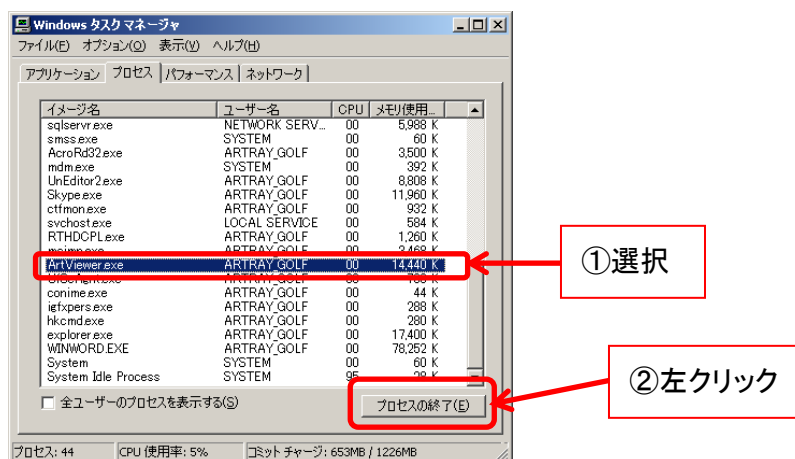 Windows タスク マネージャ
ファイル(F) オプション(O) 表示(V) ヘルプ(H)
アプリケーション プロセス パフォーマンス ネットワーク
イメージ名 ユーザー名 CPU メモリ使用...
sqlservr.exe NETWORK SERV... 00 5,988 K
smss.exe SYSTEM 00 60 K
AcroRd32.exe ARTRAY_GOLF 00 3,500 K
mdm.exe SYSTEM 00 392 K
UnEditor2.exe ARTRAY_GOLF 00 8,808 K
Skype.exe ARTRAY_GOLF 00 11,960 K
ctfmon.exe ARTRAY_GOLF 00 932 K
svchost.exe LOCAL SERVICE 00 584 K
RTHDCPL.exe ARTRAY_GOLF 00 1,260 K
ARTRAY_GOLF 00
ArtViewer.exe ARTRAY_GOLF 00 14,440 K
①選択
ARTRAY_GOLF 00
conime.exe ARTRAY_GOLF 00 44 K
igfxpers.exe ARTRAY_GOLF 00 288 K
hkcmd.exe ARTRAY_GOLF 00 280 K
explorer.exe ARTRAY_GOLF 00 17,400 K
WINWORD.EXE ARTRAY_GOLF 00 78,252 K
System SYSTEM 00 60 K
System Idle Process SYSTEM 95 28 K
②左クリック
全ユーザーのプロセスを表示する(S) プロセスの終了(E)
プロセス: 44 CPU 使用率: 5% コミット チャージ: 653MB / 1226MB